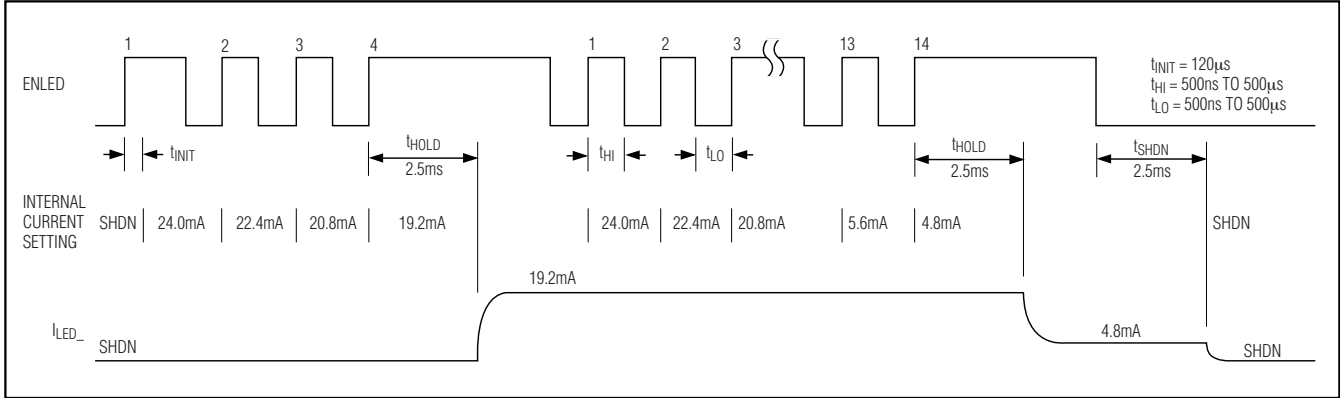 1 2 3 4 1 2 3 13 14
ENLED
tINIT = 120µs
tHI = 500ns TO 500µs
tLO = 500ns TO 500µs
tINIT
tHOLD
2.5ms
tHI
tLO
tHOLD
2.5ms
tSHDN
2.5ms
INTERNAL
CURRENT
SETTING
SHDN 24.0mA 22.4mA 20.8mA 19.2mA 24.0mA 22.4mA 20.8mA 5.6mA 4.8mA SHDN
19.2mA
ILED_
SHDN
4.8mA
SHDN